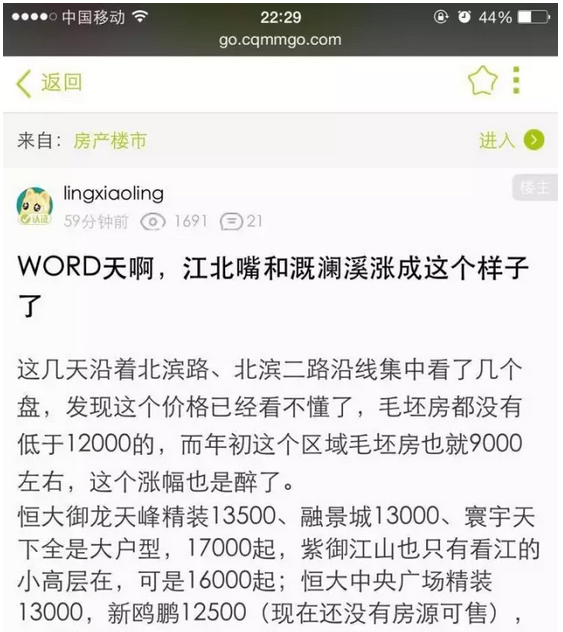 中国移动 22:29 44%
go.cqmmgo.com
返回
来自：房产楼市 进入
lingxiaoling 楼主
认证 59分钟前 1691 21
WORD天啊，江北嘴和溉澜溪涨成这个样子
了
这几天沿着北滨路、北滨二路沿线集中看了几个
盘，发现这个价格已经看不懂了，毛坯房都没有
低于12000的，而年初这个区域毛坯房也就9000
左右，这个涨幅也是醉了。
恒大御龙天峰精装13500、融景城13000、寰宇天
下全是大户型，17000起，紫御江山也只有看江的
小高层在，可是16000起；恒大中央广场精装
13000，新鸥鹏12500（现在还没有房源可售），